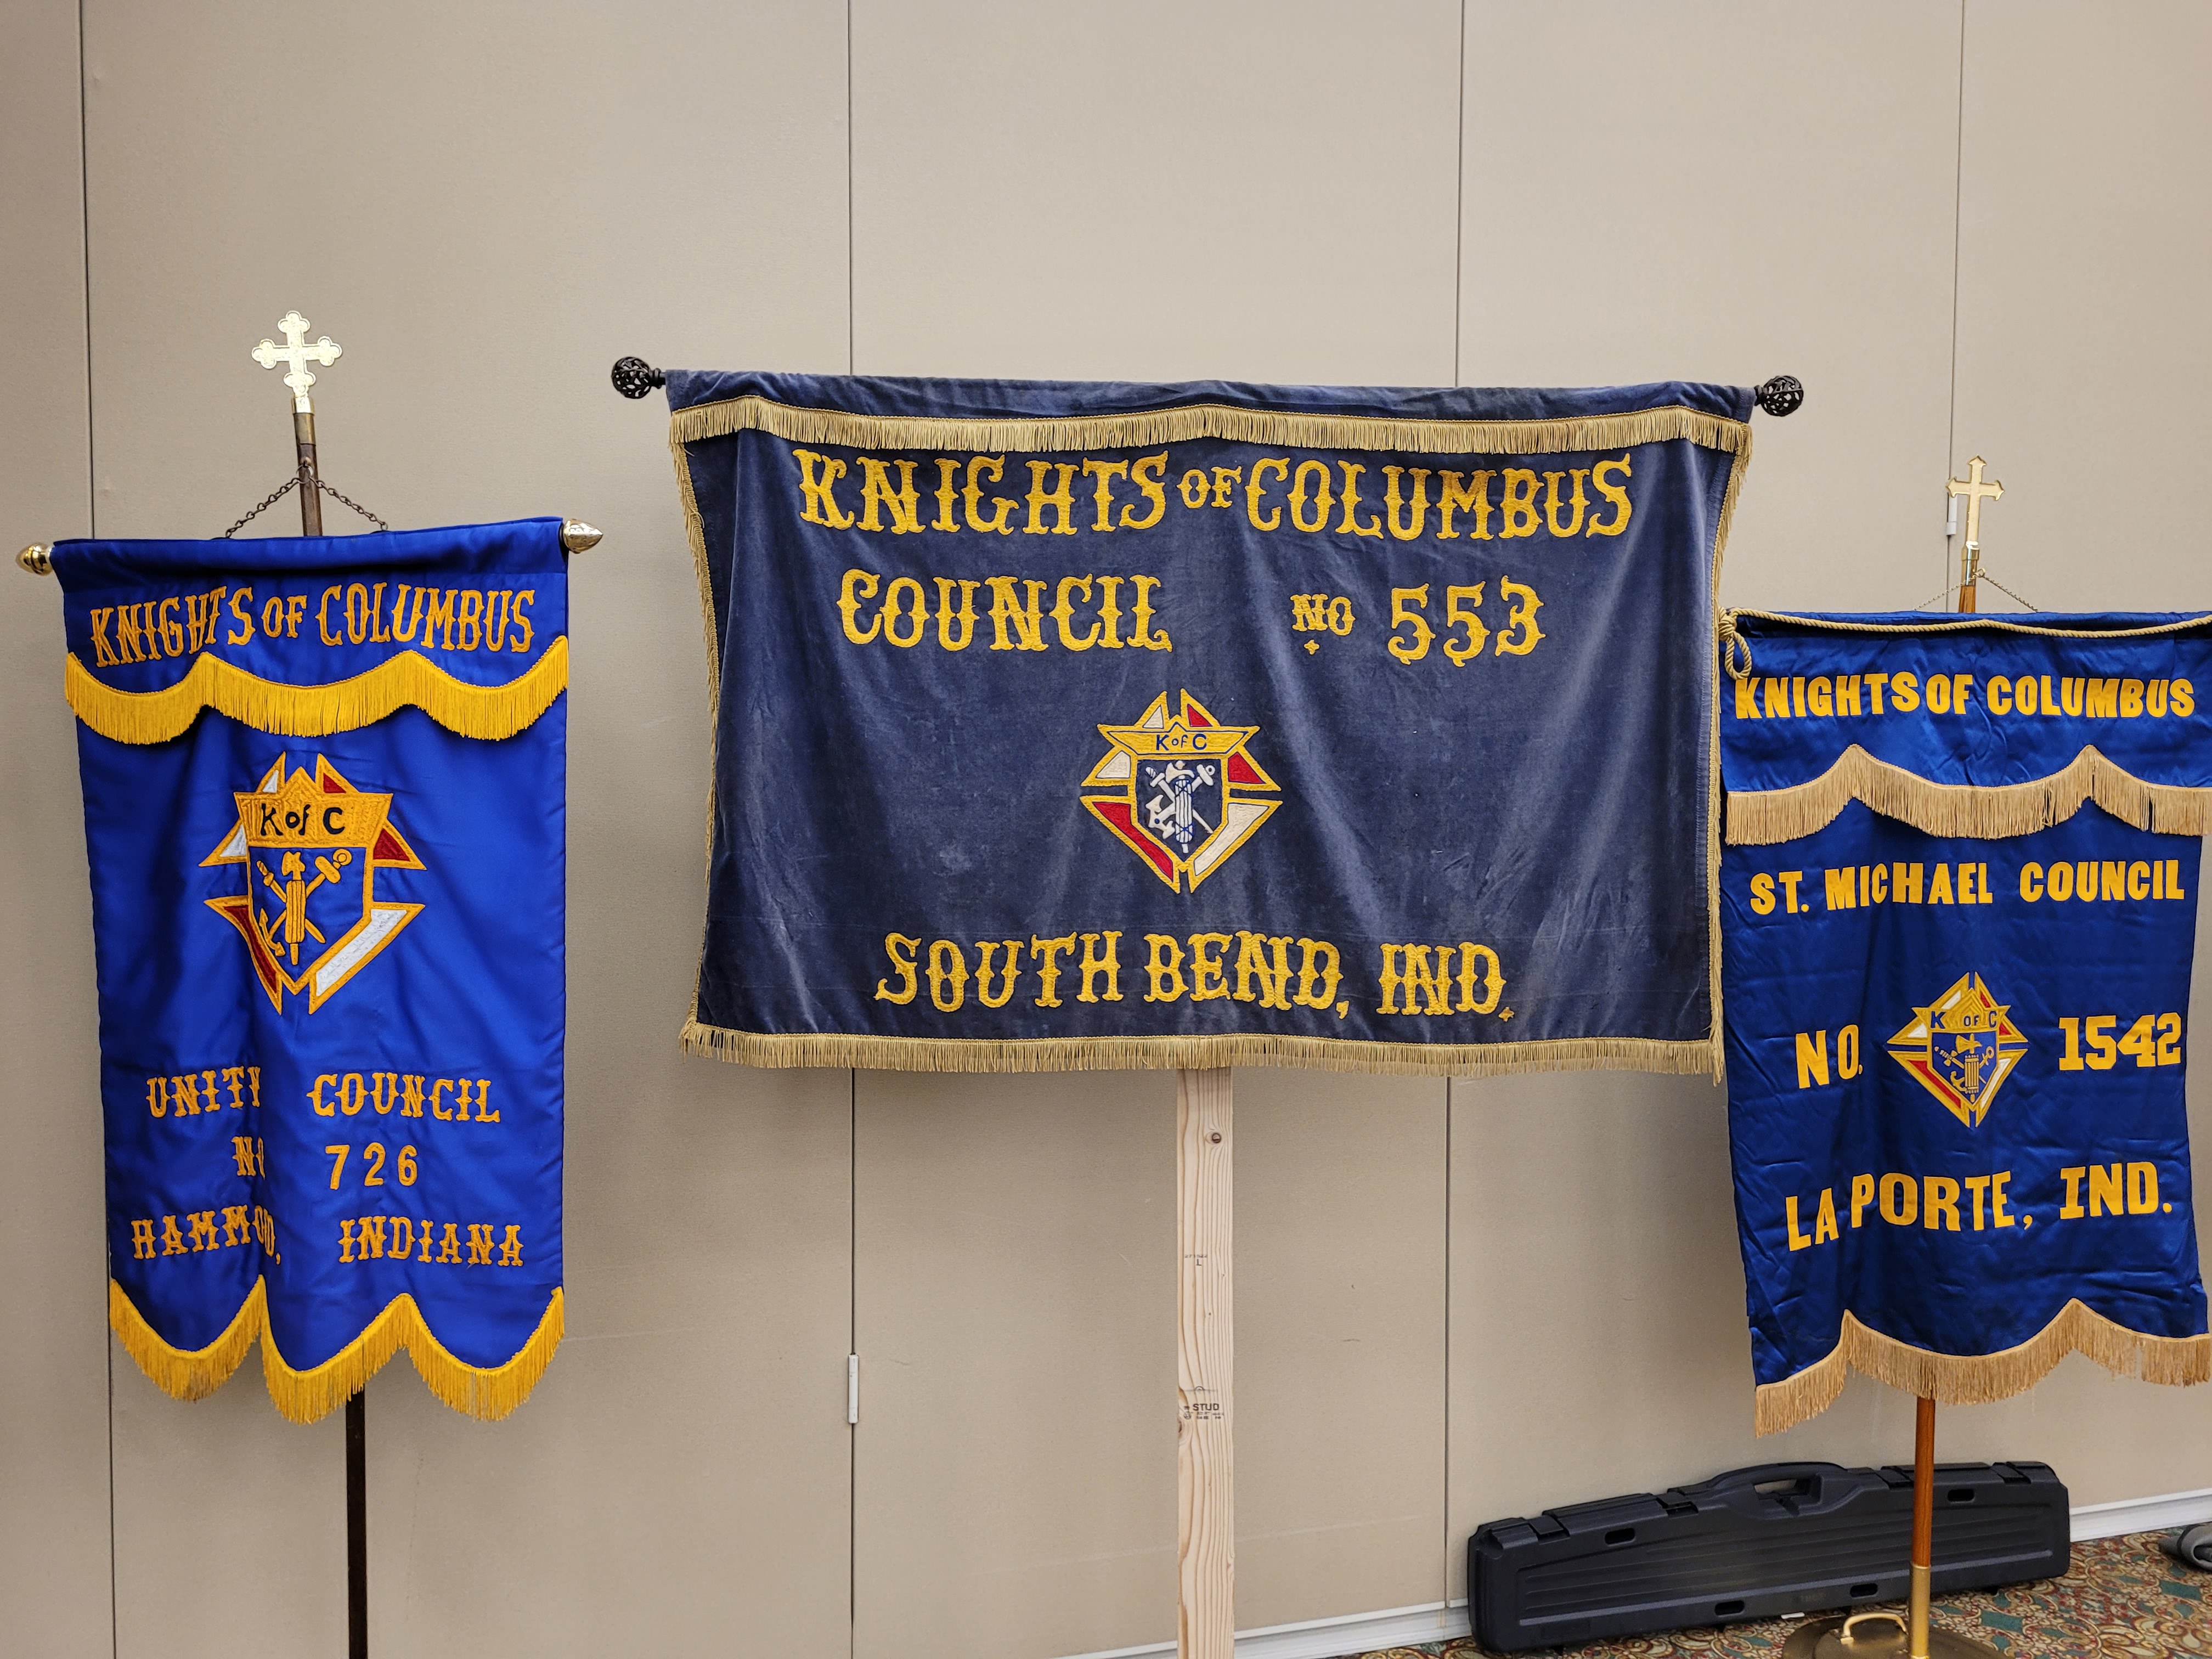 KNIGHTS OF COLUMBUS
K of C
UNITY COUNCIL
NO 726
HAMMOND, INDIANA
KNIGHTS OF COLUMBUS
COUNCIL NO 553
K of C
SOUTH BEND, IND.
STUD
KNIGHTS OF COLUMBUS
ST. MICHAEL COUNCIL
K OF C
NO. 1542
LA PORTE, IND.